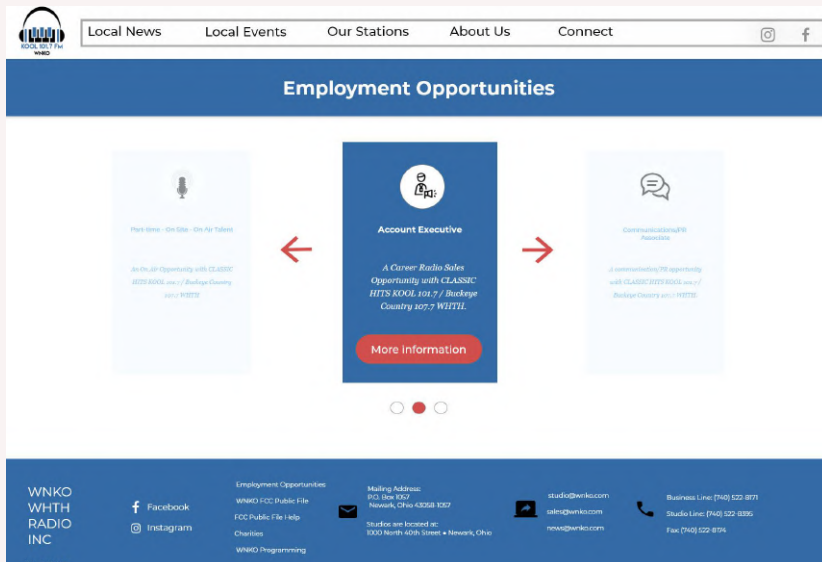 KOOL 101.7 FM
WNKO
Local News
Local Events
Our Stations
About Us
Connect
Employment Opportunities
Part-time - On Site - On Air Talent
An On Air Opportunity with CLASSIC
HITS KOOL 101.7 / Buckeye Country
107.7 WHTH.
Account Executive
A Career Radio Sales
Opportunity with CLASSIC
HITS KOOL 101.7 / Buckeye
Country 107.7 WHTH.
More Information
Communications/PR
A communication/PR opportunity
with CLASSIC HITS KOOL 101.7 /
Buckeye Country 107.7 WHTH.
WNKO
WHTH
RADIO
INC
Facebook
Instagram
Employment Opportunities
WNKO FCC Public File
FCC Public File Help
Charities
WNKO Programming
Mailing Address:
P.O. Box 1057
Newark, Ohio 43058-1057
Studios are located at:
1000 North 40th Street • Newark, Ohio
studio@wnko.com
sales@wnko.com
news@wnko.com
Business Line: (740) 522-8171
Studio Line: (740) 522-8395
Fax: (740) 522-8174